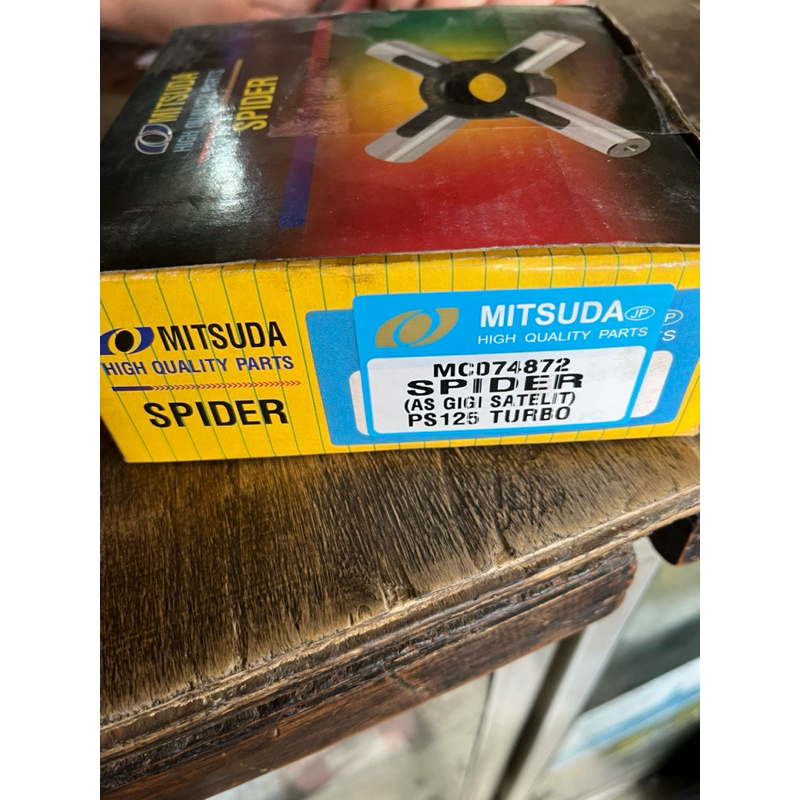 MITSUDA
HIGH QUALITY PARTS
SPIDER
MITSUDA
HIGH QUALITY PARTS
SPIDER
MITSUDA JP
HIGH QUALITY PARTS
MC074872
SPIDER
(AS GIGI SATELIT)
PS125 TURBO
P
S